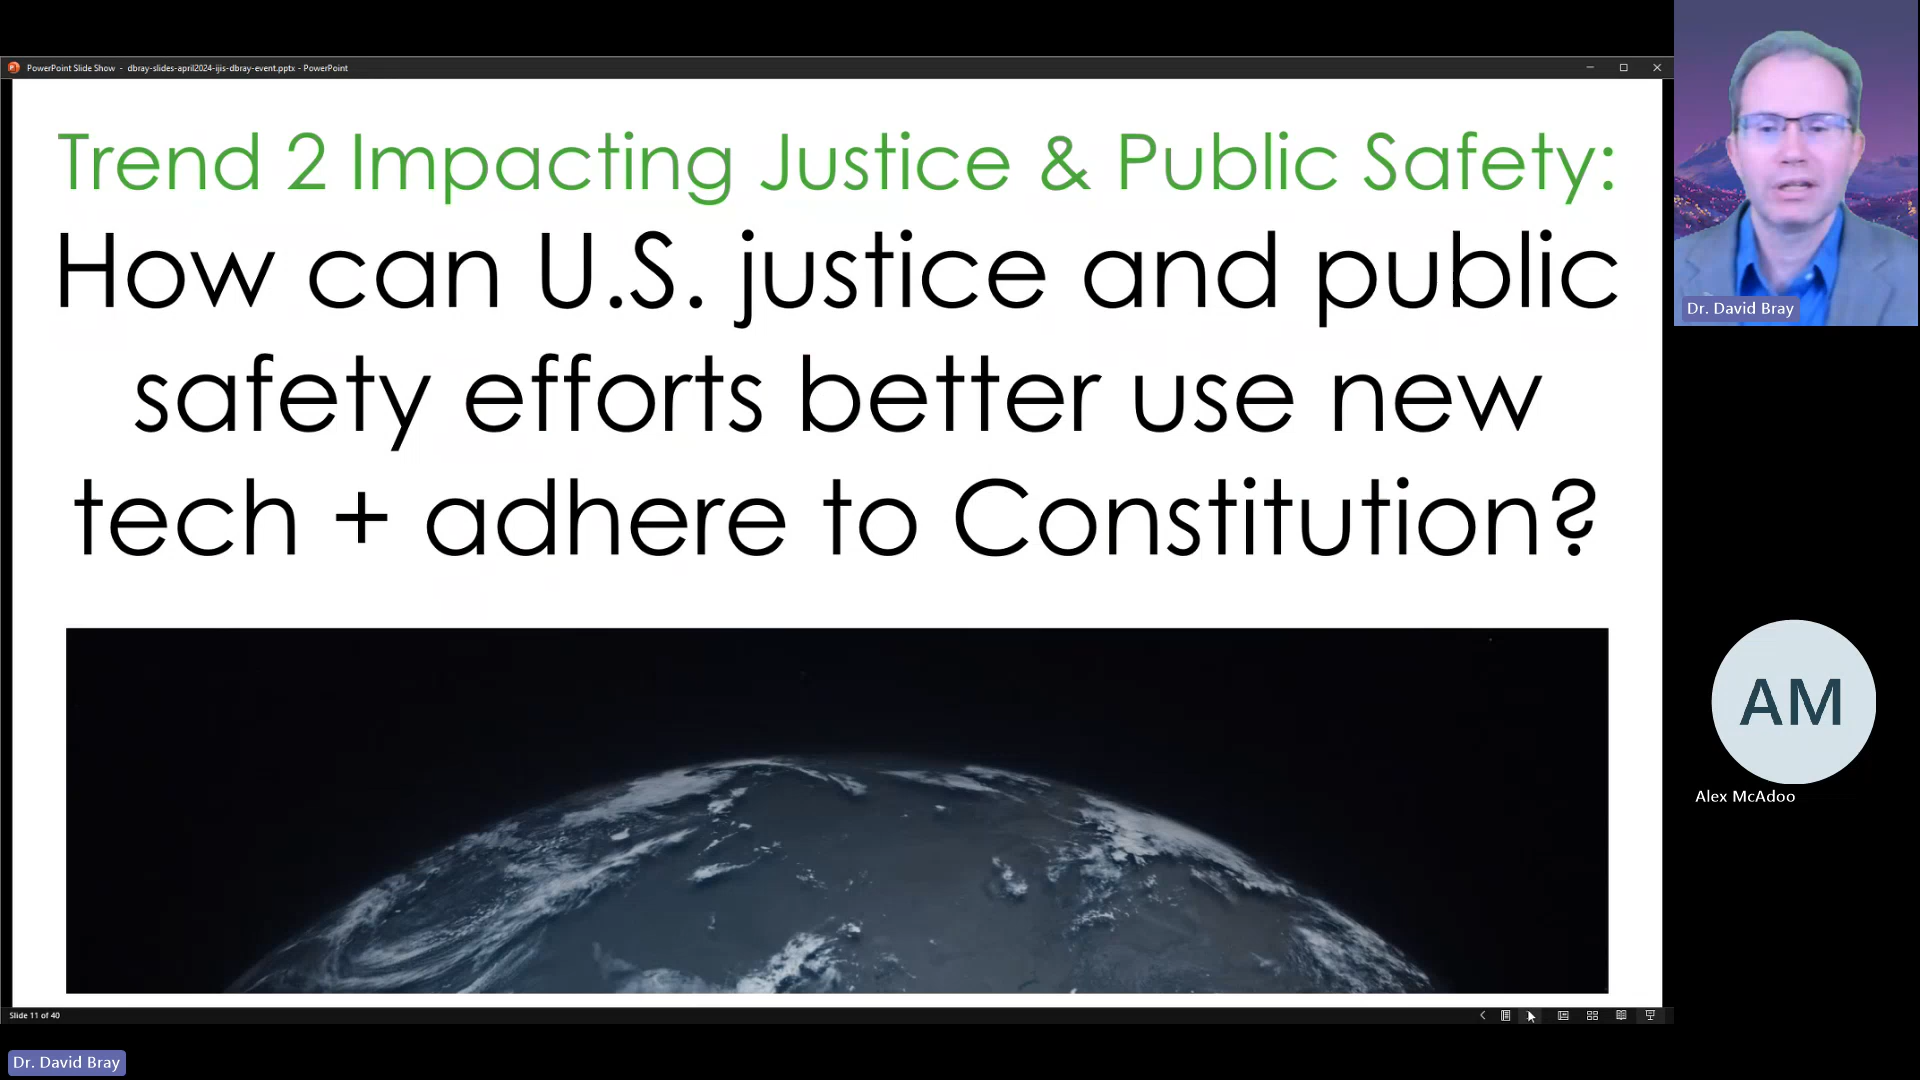 PowerPoint Slide Show - dbray-slides-april2024-ijis-dbray-event.pptx - PowerPoint
Trend 2 Impacting Justice & Public Safety:
How can U.S. justice and public
safety efforts better use new
tech + adhere to Constitution?
Dr. David Bray
AM
Alex McAdoo
Slide 11 of 40
Dr. David Bray